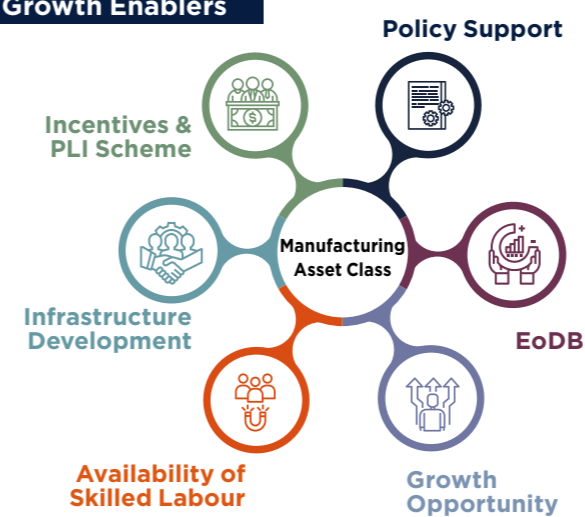 Growth Enablers
Policy Support
Incentives &
PLI Scheme
Manufacturing
Asset Class
Infrastructure
Development
EoDB
Availability of
Skilled Labour
Growth
Opportunity